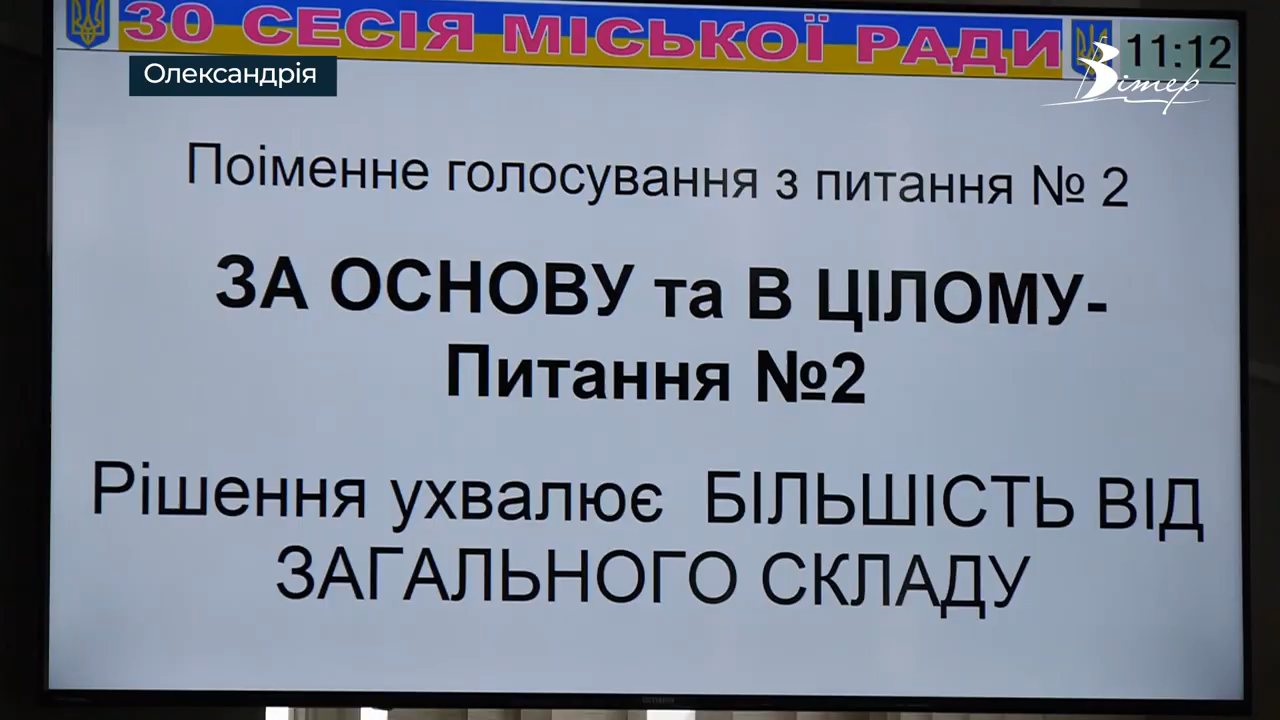 30 СЕСІЯ МІСЬКОЇ РАДИ
11:12
Олександрія
Вітер
Поіменне голосування з питання № 2
ЗА ОСНОВУ та В ЦІЛОМУ-
Питання №2
Рішення ухвалює БІЛЬШІСТЬ ВІД
ЗАГАЛЬНОГО СКЛАДУ